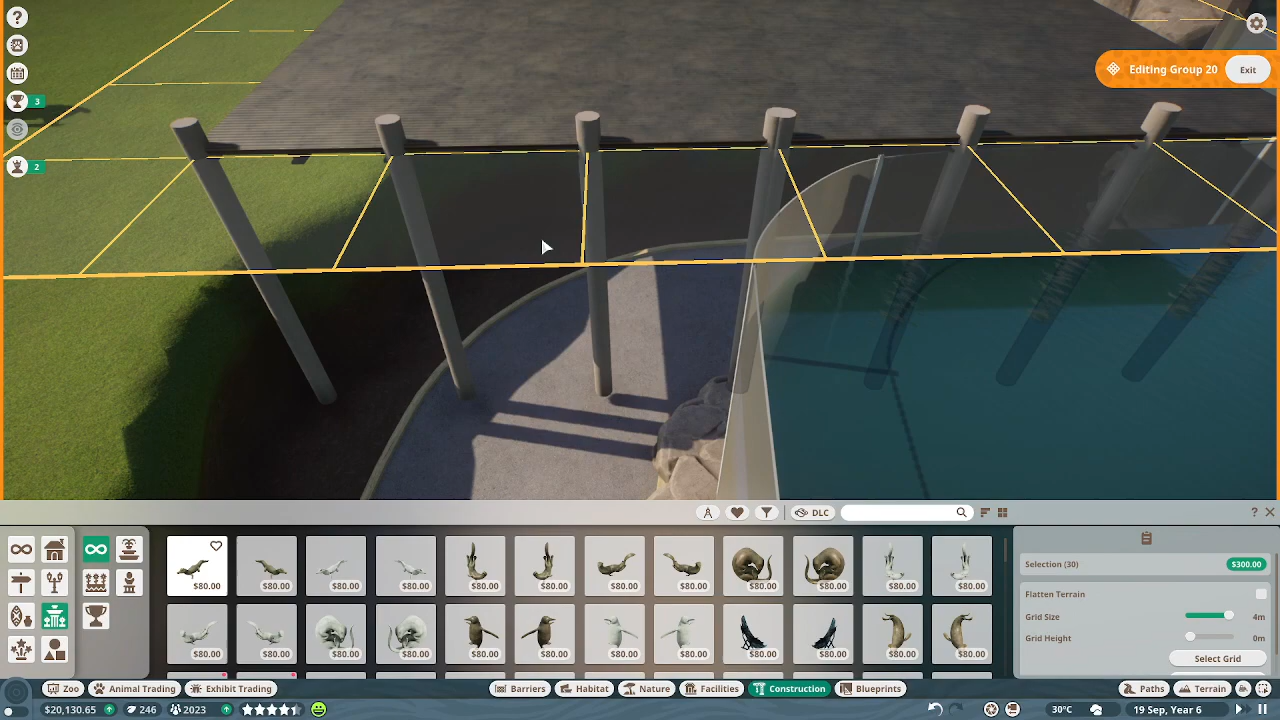 ?
Editing Group 20
Exit
3
2
DLC
?
$80.00 $80.00 $80.00 $80.00 $80.00 $80.00 $80.00 $80.00 $80.00 $80.00 $80.00 $80.00
$80.00 $80.00 $80.00 $80.00 $80.00 $80.00 $80.00 $80.00 $80.00 $80.00 $80.00 $80.00
Selection (30) $300.00
Flatten Terrain
Grid Size 4m
Grid Height 0m
Select Grid
Zoo Animal Trading Exhibit Trading Barriers Habitat Nature Facilities Construction Blueprints Paths Terrain
$20,130.65 246 2023 30°C 19 Sep, Year 6